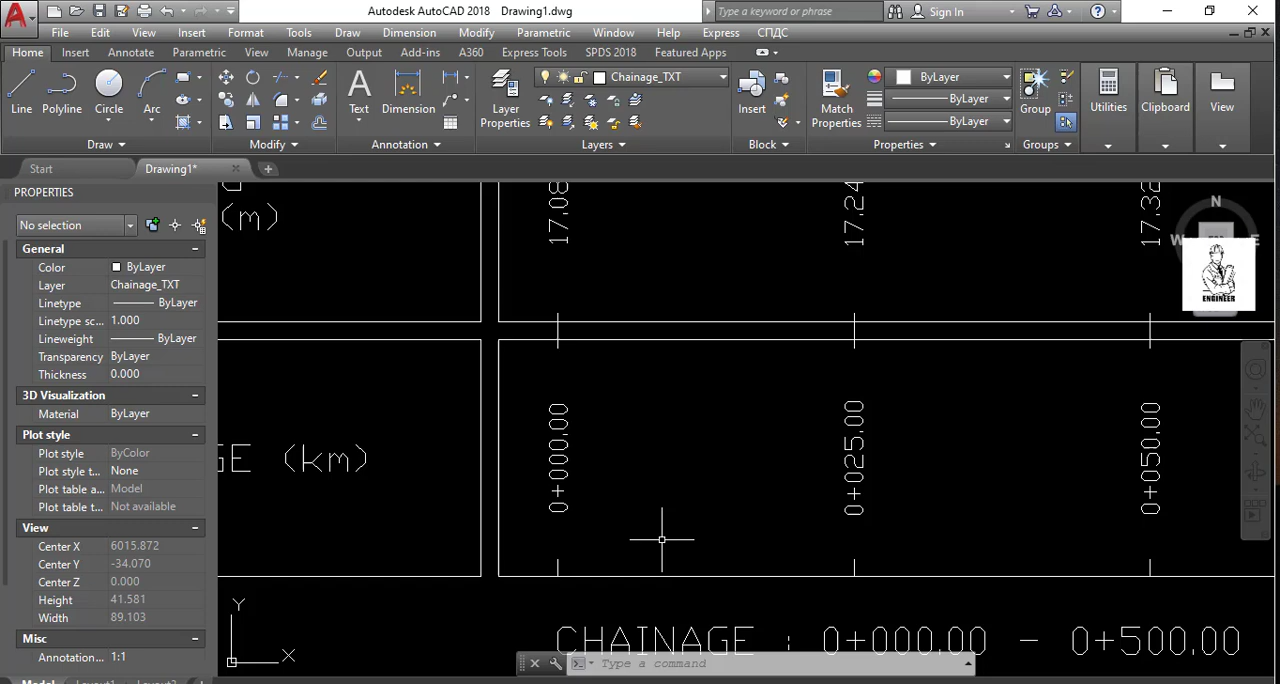 Autodesk AutoCAD 2018 Drawing1.dwg
Type a keyword or phrase
Sign In
File Edit View Insert Format Tools Draw Dimension Modify Parametric Window Help Express СПДС
Home Insert Annotate Parametric View Manage Output Add-ins A360 Express Tools SPDS 2018 Featured Apps
Line Polyline Circle Arc
Text Dimension
Layer Properties
Chainage_TXT
Insert
Match Properties
ByLayer
ByLayer
ByLayer
Group
Utilities Clipboard View
Draw Modify Annotation Layers Block Properties Groups
Start Drawing1*
PROPERTIES
No selection
General
Color ByLayer
Layer Chainage_TXT
Linetype ByLayer
Linetype sc... 1.000
Lineweight ByLayer
Transparency ByLayer
Thickness 0.000
3D Visualization
Material ByLayer
Plot style
Plot style ByColor
Plot style t... None
Plot table a... Model
Plot table t... Not available
View
Center X 6015.872
Center Y -34.070
Center Z 0.000
Height 41.581
Width 89.103
Misc
Annotation... 1:1
(m)
17.08
17.24
17.32
N
W E
ENGINEER
GE (km)
0+000.00
0+025.00
0+050.00
CHAINAGE : 0+000.00 - 0+500.00
Y
X
Type a command
Model Layout1 Layout2